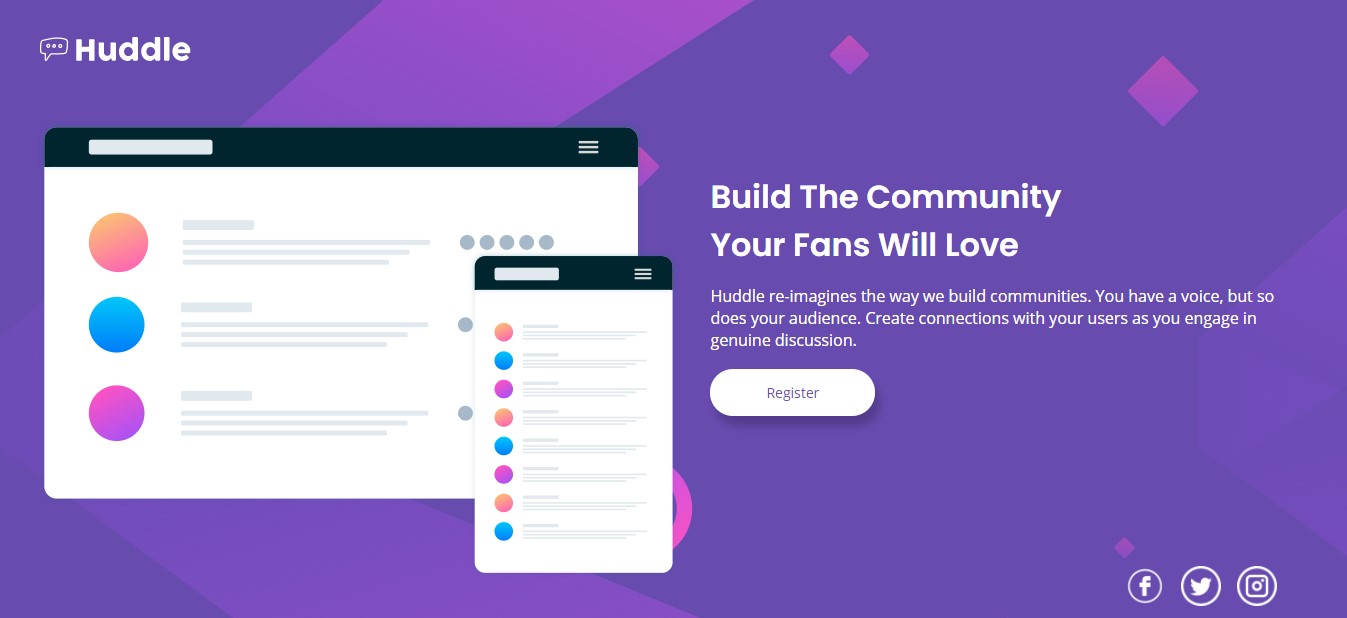 Huddle
Build The Community
Your Fans Will Love
Huddle re-imagines the way we build communities. You have a voice, but so
does your audience. Create connections with your users as you engage in
genuine discussion.
Register